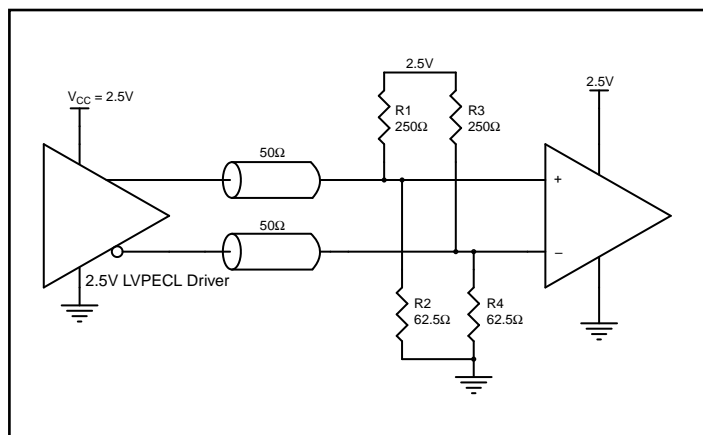 2.5V
V_CC = 2.5V
2.5V
R1
250Ω
R3
250Ω
50Ω
+
50Ω
−
2.5V LVPECL Driver
R2
62.5Ω
R4
62.5Ω